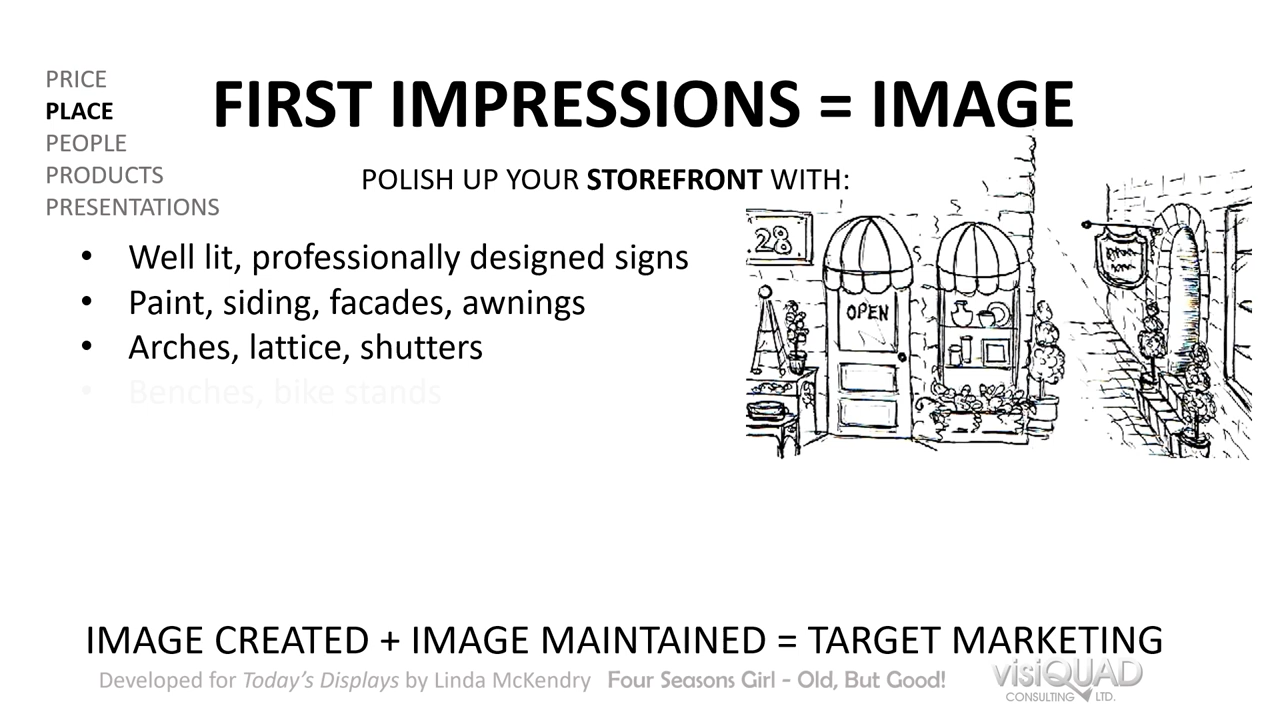 PRICE
PLACE
PEOPLE
PRODUCTS
PRESENTATIONS
FIRST IMPRESSIONS = IMAGE
POLISH UP YOUR STOREFRONT WITH:
• Well lit, professionally designed signs
• Paint, siding, facades, awnings
• Arches, lattice, shutters
• Benches, bike stands
28
OPEN
IMAGE CREATED + IMAGE MAINTAINED = TARGET MARKETING
Developed for Today's Displays by Linda McKendry Four Seasons Girl - Old, But Good!
visiQUAD
CONSULTING LTD.